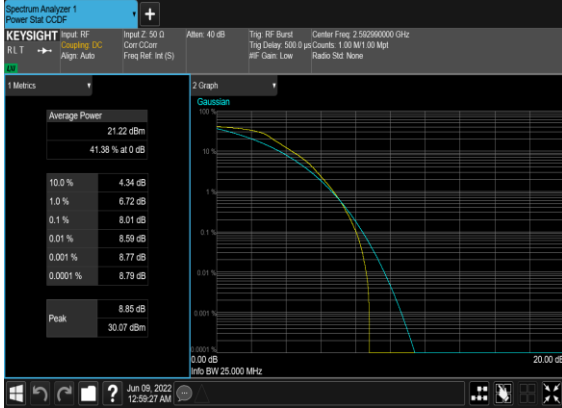 Spectrum Analyzer 1
Power Stat CCDF
+
KEYSIGHT
RLT
LXI
Input: RF
Coupling: DC
Align: Auto
Input Z: 50 Ω
Corr CCorr
Freq Ref: Int (S)
Atten: 40 dB
Trig: RF Burst
Trig Delay: 500.0 µs
#IF Gain: Low
Center Freq: 2.592990000 GHz
Counts: 1.00 M/1.00 Mpt
Radio Std: None
1 Metrics
Average Power
21.22 dBm
41.38 % at 0 dB
10.0 % 4.34 dB
1.0 % 6.72 dB
0.1 % 8.01 dB
0.01 % 8.59 dB
0.001 % 8.77 dB
0.0001 % 8.79 dB
Peak
8.85 dB
30.07 dBm
2 Graph
Gaussian
100 %
10 %
1 %
0.1 %
0.01 %
0.001 %
0.0001 %
0.00 dB
20.00 dB
Info BW 25.000 MHz
?
Jun 09, 2022
12:59:27 AM